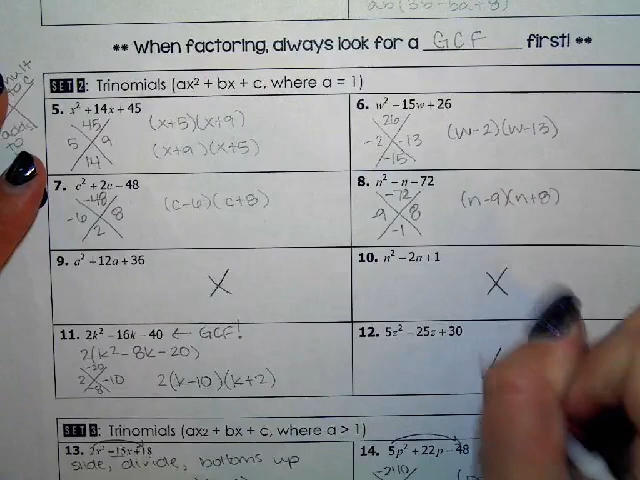 ** When factoring, always look for a GCF first! **
SET 2: Trinomials (ax² + bx + c, where a = 1)
5. x² + 14x + 45
45
5 9
14
(x+5)(x+9)
(x+9)(x+5)
6. w² – 15w + 26
26
-2 -13
-15
(w-2)(w-13)
7. c² + 2c – 48
-48
-6 8
2
(c-6)(c+8)
8. n² – n – 72
-72
-9 8
-1
(n-9)(n+8)
9. a² – 12a + 36
X
10. n² – 2n + 1
X
11. 2k² – 16k – 40 ← GCF!
2(k²-8k-20)
-20
2 -10
-8
2(k-10)(k+2)
12. 5z² – 25z + 30
SET 3: Trinomials (ax2 + bx + c, where a > 1)
13.
slide, divide, bottoms up
14. 5p² + 22p – 48
-240
adds
to